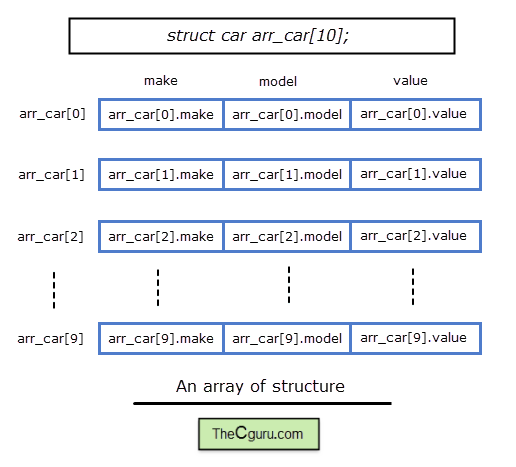 struct car arr_car[10];
make model value
arr_car[0] arr_car[0].make arr_car[0].model arr_car[0].value
arr_car[1] arr_car[1].make arr_car[1].model arr_car[1].value
arr_car[2] arr_car[2].make arr_car[2].model arr_car[2].value
arr_car[9] arr_car[9].make arr_car[9].model arr_car[9].value
An array of structure
TheCguru.com